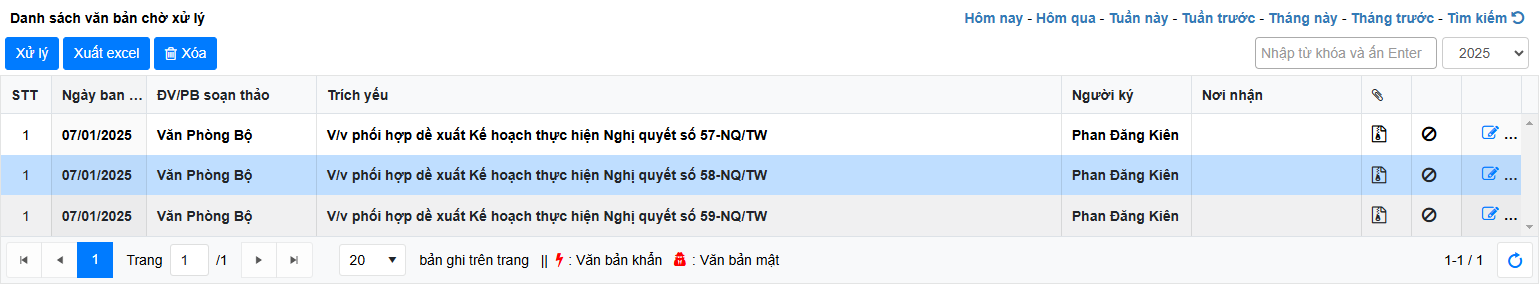 Danh sách văn bản chờ xử lý
Hôm nay - Hôm qua - Tuần này - Tuần trước - Tháng này - Tháng trước - Tìm kiếm
Xử lý Xuất excel Xóa Nhập từ khóa và ấn Enter 2025
STT Ngày ban ... ĐV/PB soạn thảo Trích yếu Người ký Nơi nhận
1 07/01/2025 Văn Phòng Bộ V/v phối hợp dề xuất Kế hoạch thực hiện Nghị quyết số 57-NQ/TW Phan Đăng Kiên ...
1 07/01/2025 Văn Phòng Bộ V/v phối hợp dề xuất Kế hoạch thực hiện Nghị quyết số 58-NQ/TW Phan Đăng Kiên ...
1 07/01/2025 Văn Phòng Bộ V/v phối hợp dề xuất Kế hoạch thực hiện Nghị quyết số 59-NQ/TW Phan Đăng Kiên ...
1 Trang 1 /1 20 bản ghi trên trang || : Văn bản khẩn : Văn bản mật 1-1 / 1